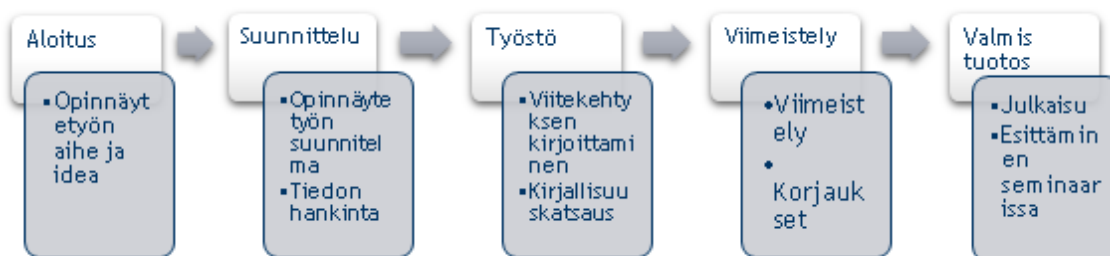 Aloitus
▪Opinnäyt
etyön
aihe ja
idea
Suunnittelu
▪Opinnäyte
työn
suunnitel
ma
▪Tiedon
hankinta
Työstö
▪Viitekehty
ksen
kirjoittami
nen
▪Kirjallisuu
skatsaus
Viimeistely
•Viimeist
ely
•
Korjauk
set
Valmis
tuotos
▪Julkaisu
▪Esittämin
en
seminaar
issa